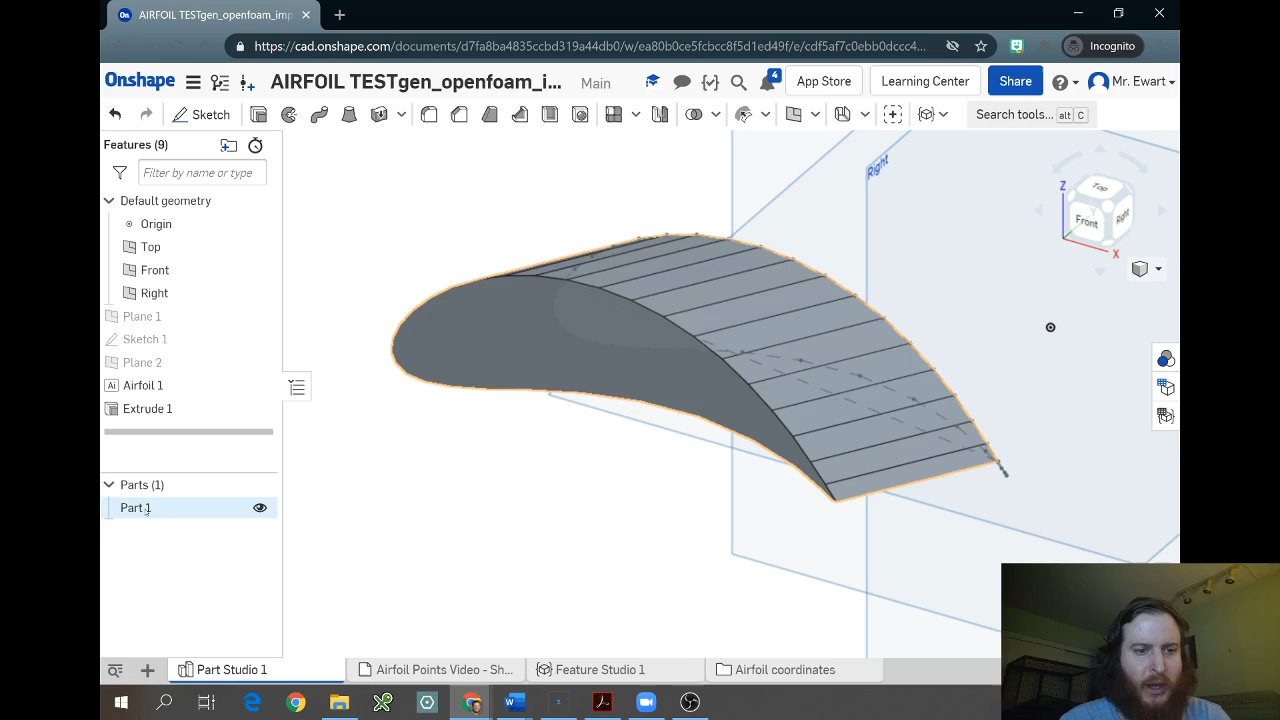 On AIRFOIL TESTgen_openfoam_imp
https://cad.onshape.com/documents/d7fa8ba4835ccbd319a44db0/w/ea80b0ce5fcbcc8f5d1ed49f/e/cdf5af7c0ebb0dccc4...
Incognito
Onshape
AIRFOIL TESTgen_openfoam_i...
Main
4
App Store
Learning Center
Share
Mr. Ewart
Sketch
Search tools...
alt
C
Features (9)
Filter by name or type
Default geometry
Origin
Top
Front
Right
Plane 1
Sketch 1
Plane 2
Ai Airfoil 1
Extrude 1
Parts (1)
Part 1
Right
Z
Top
Y
Front
Right
X
Part Studio 1
Airfoil Points Video - Sh...
Feature Studio 1
Airfoil coordinates